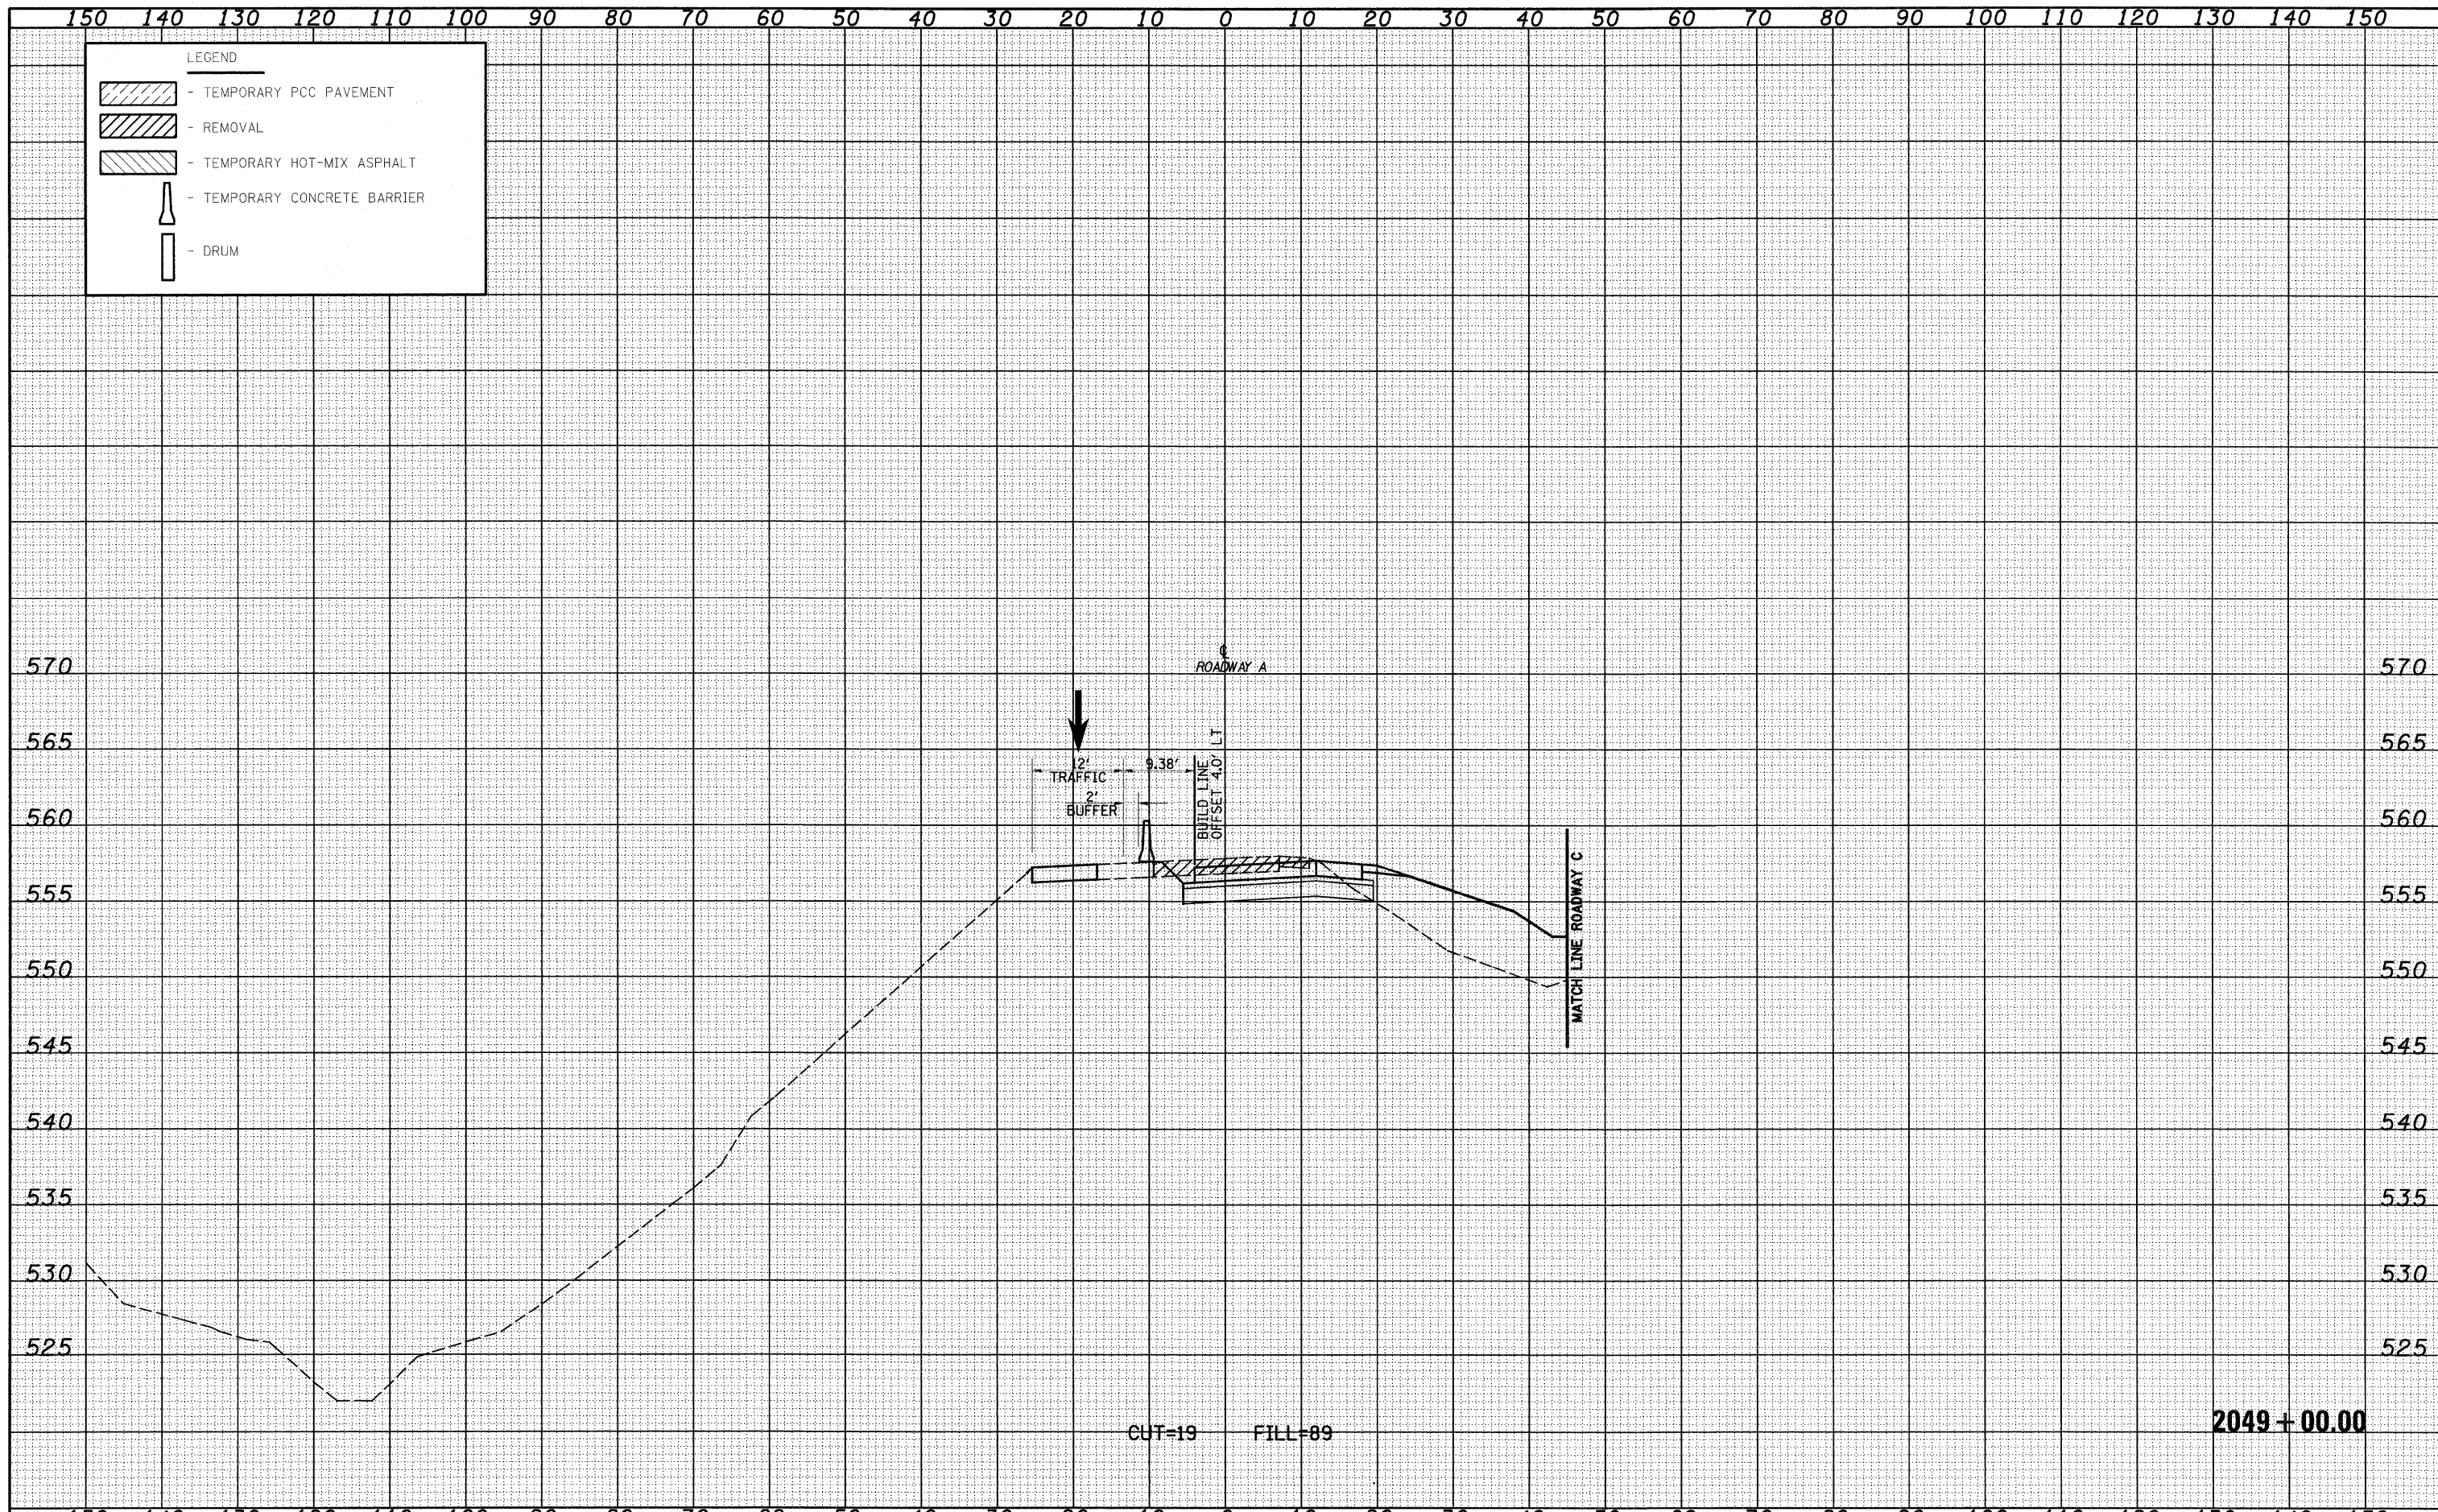 150 140 130 120 110 100 90 80 70 60 50 40 30 20 10 0 10 20 30 40 50 60 70 80 90 100 110 120 130 140 150
LEGEND
- TEMPORARY PCC PAVEMENT
- REMOVAL
- TEMPORARY HOT-MIX ASPHALT
- TEMPORARY CONCRETE BARRIER
- DRUM
℄
ROADWAY A
570 570
565 565
12'
TRAFFIC
9.38'
2'
BUFFER
BUILD LINE
OFFSET 4.0' LT
560 560
MATCH LINE ROADWAY C
555 555
550 550
545 545
540 540
535 535
530 530
525 525
CUT=19 FILL=89
2049+00.00